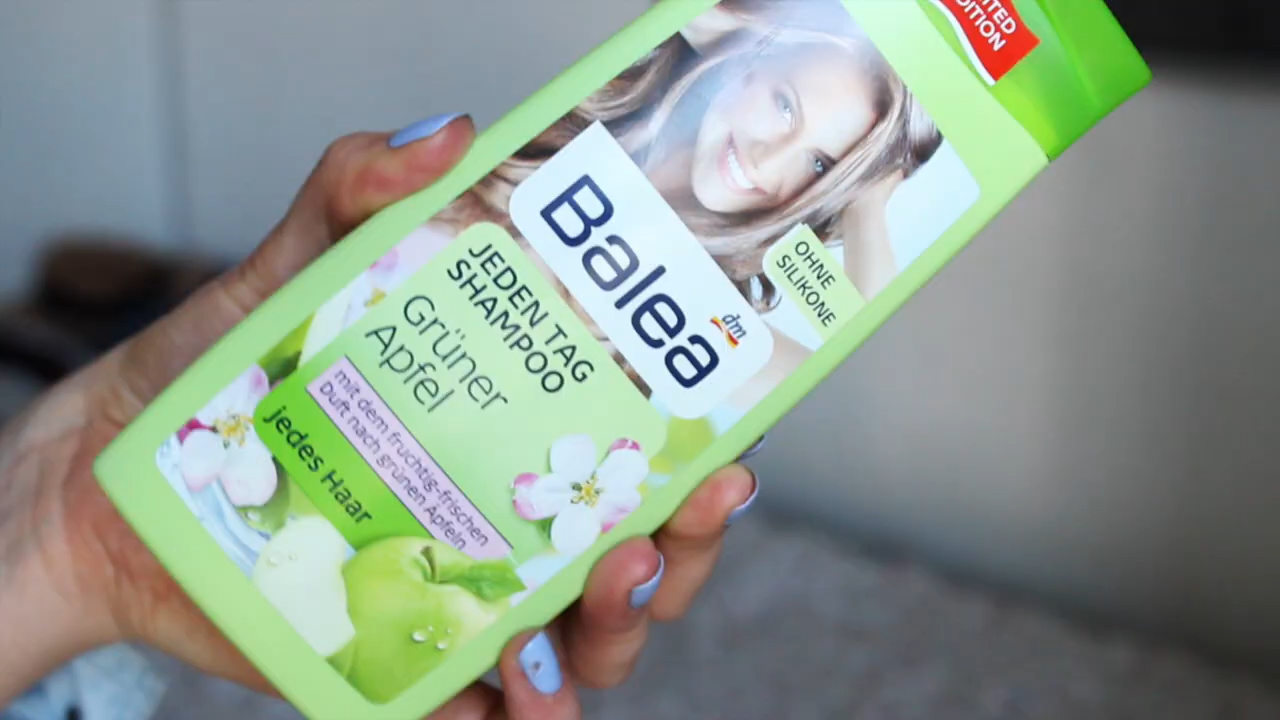 Balea
dm
OHNE
SILIKONE
JEDEN TAG
SHAMPOO
Grüner
Apfel
mit dem fruchtig-frischen
Duft nach grünen Äpfeln
jedes Haar